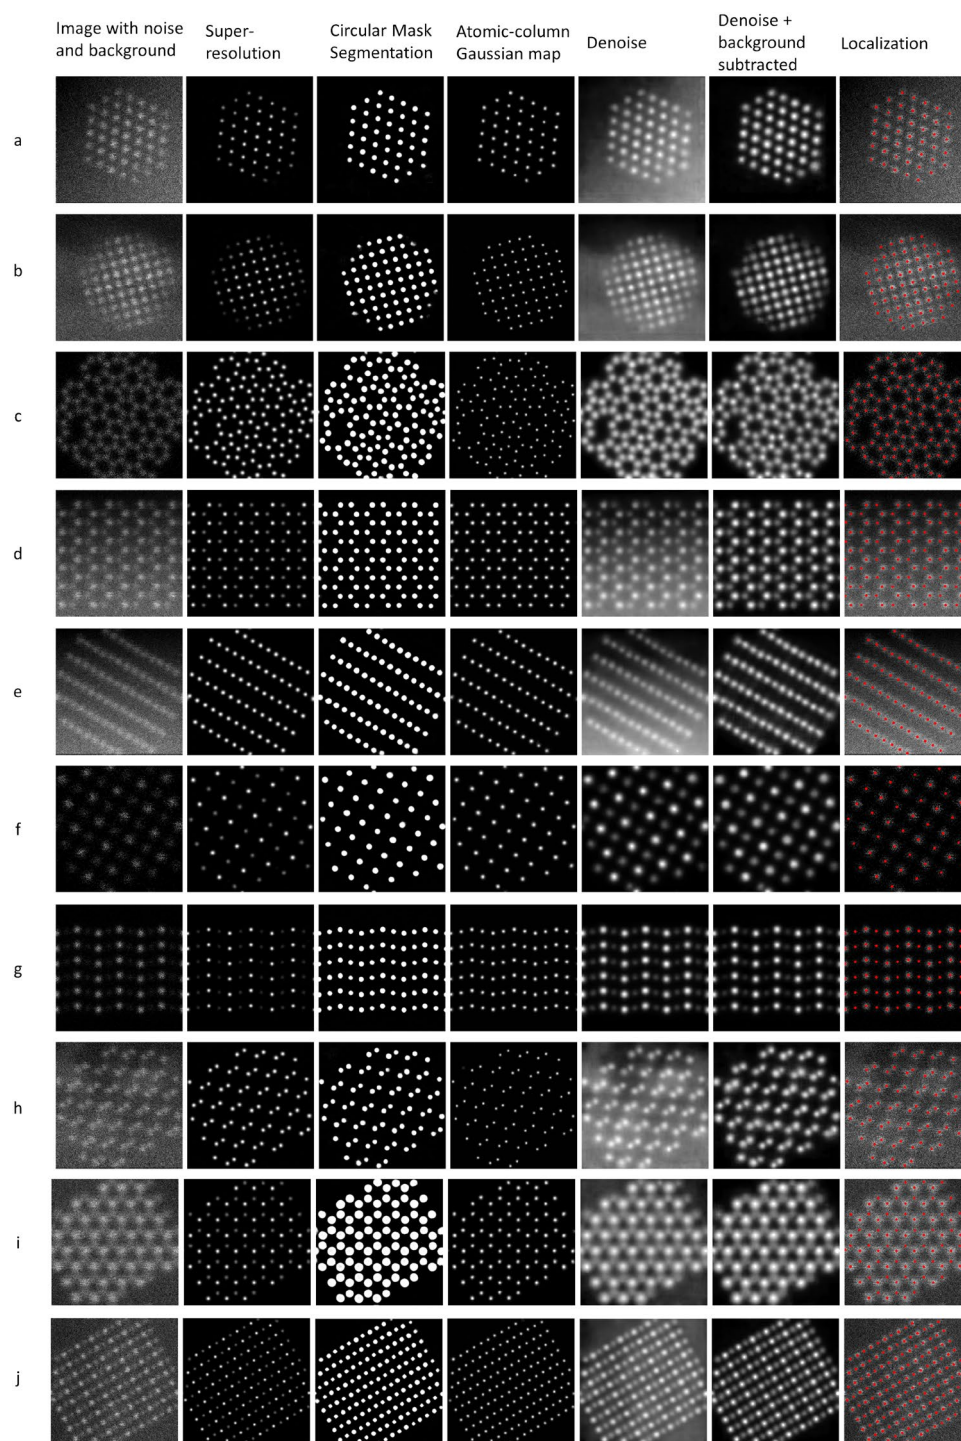 Image with noise
and background
Super-
resolution
Circular Mask
Segmentation
Atomic-column
Gaussian map
Denoise
Denoise +
background
subtracted
Localization
a
b
c
d
e
f
g
h
i
j